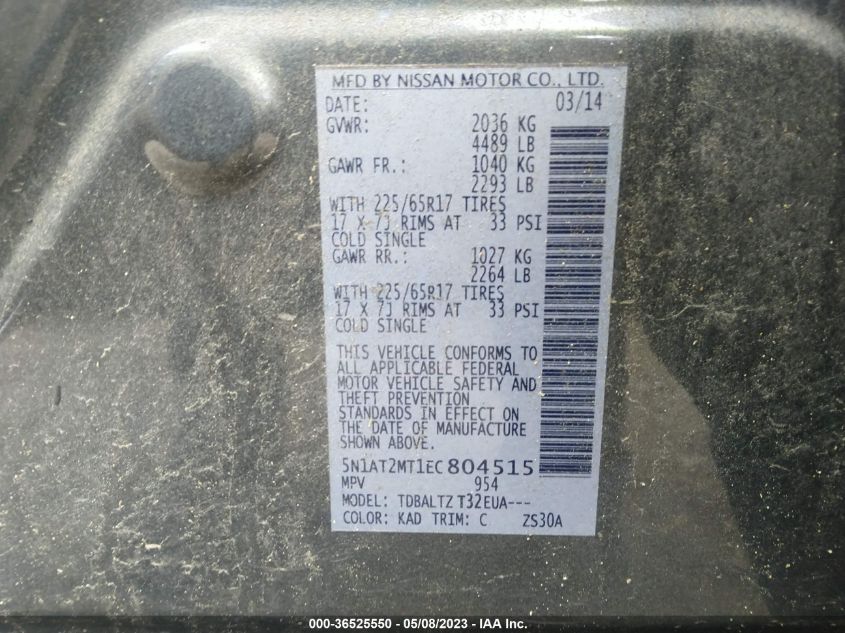 MFD BY NISSAN MOTOR CO., LTD.
DATE: 03/14
GVWR: 2036 KG
4489 LB
GAWR FR.: 1040 KG
2293 LB
WITH 225/65R17 TIRES
17 X 7J RIMS AT 33 PSI
COLD SINGLE
GAWR RR.: 1027 KG
2264 LB
WITH 225/65R17 TIRES
17 X 7J RIMS AT 33 PSI
COLD SINGLE
THIS VEHICLE CONFORMS TO
ALL APPLICABLE FEDERAL
MOTOR VEHICLE SAFETY AND
THEFT PREVENTION
STANDARDS IN EFFECT ON
THE DATE OF MANUFACTURE
SHOWN ABOVE.
5N1AT2MT1EC804515
MPV 954
MODEL: TDBALTZ T32EUA---
COLOR: KAD TRIM: C ZS30A
000-36525550 - 05/08/2023 - IAA Inc.